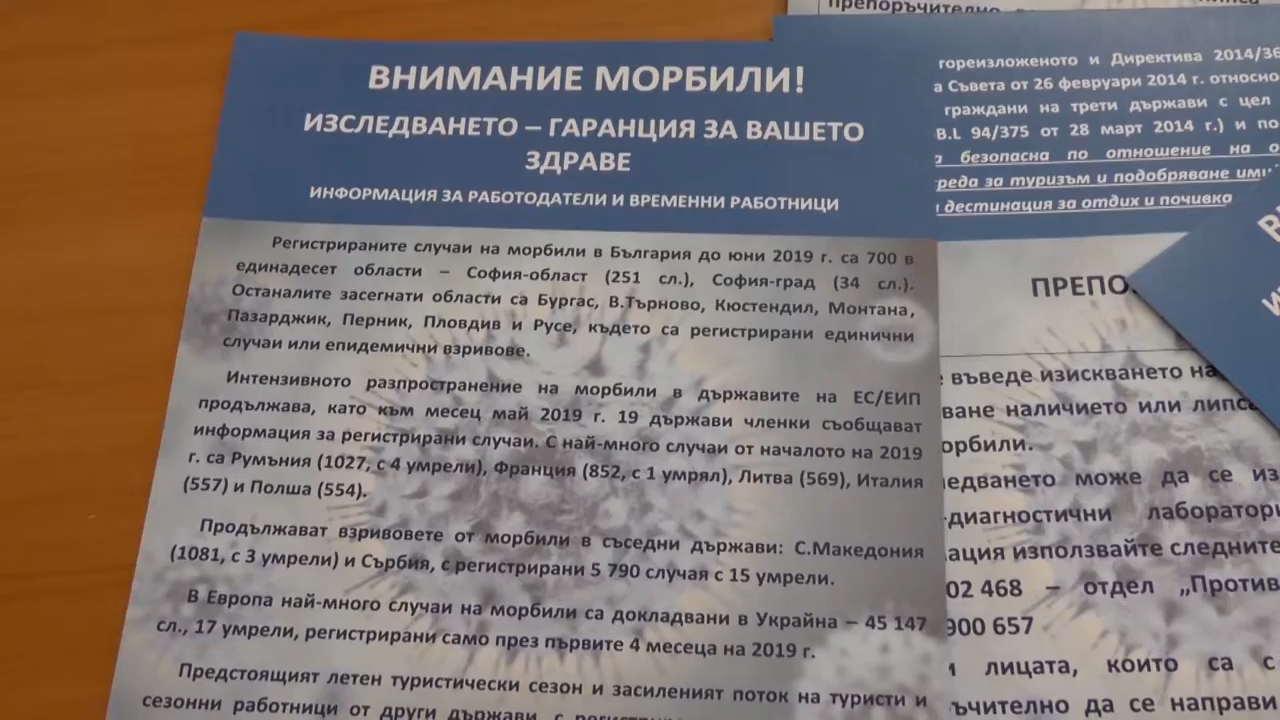 ВНИМАНИЕ МОРБИЛИ!
ИЗСЛЕДВАНЕТО – ГАРАНЦИЯ ЗА ВАШЕТО
ЗДРАВЕ
ИНФОРМАЦИЯ ЗА РАБОТОДАТЕЛИ И ВРЕМЕННИ РАБОТНИЦИ
Регистрираните случаи на морбили в България до юни 2019 г. са 700 в
единадесет области – София-област (251 сл.), София-град (34 сл.).
Останалите засегнати области са Бургас, В.Търново, Кюстендил, Монтана,
Пазарджик, Перник, Пловдив и Русе, където са регистрирани единични
случаи или епидемични взривове.
Интензивното разпространение на морбили в държавите на ЕС/ЕИП
продължава, като към месец май 2019 г. 19 държави членки съобщават
информация за регистрирани случаи. С най-много случаи от началото на 2019
г. са Румъния (1027, с 4 умрели), Франция (852, с 1 умрял), Литва (569), Италия
(557) и Полша (554).
Продължават взривовете от морбили в съседни държави: С.Македония
(1081, с 3 умрели) и Сърбия, с регистрирани 5 790 случая с 15 умрели.
В Европа най-много случаи на морбили са докладвани в Украйна – 45 147
сл., 17 умрели, регистрирани само през първите 4 месеца на 2019 г.
Предстоящият летен туристически сезон и засиленият поток на туристи и
сезонни работници от други държави, с
препоръчително
гореизложеното и Директива 2014/36
а Съвета от 26 февруари 2014 г. относно
граждани на трети държави с цел
В.L 94/375 от 28 март 2014 г.) и по
а безопасна по отношение на о
реда за туризъм и подобряване ими
и дестинация за отдих и почивка
ПРЕПО
въведе изискването на
ване наличието или липса
орбили.
едването може да се из
-диагностични лаборатори
ация използвайте следните
02 468 – отдел „Против
900 657
и лицата, които са с
ъчително да се направи